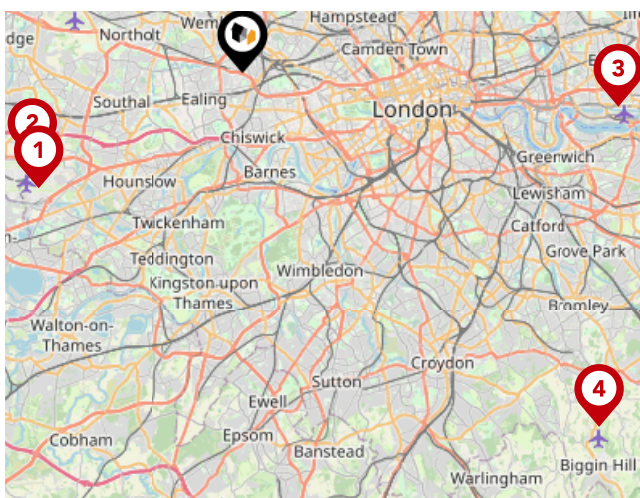 Hampstead
Northolt
Camden Town
3
Southal
Ealing
London
2
1
Chiswick
Greenwich
Barnes
Hounslow
Lewisham
Twickenham
Catford
Teddington
Grove Park
Wimbledon
Kingston upon
Thames
Bromley
Walton-on-
Thames
Croydon
4
Sutton
Ewell
Epsom
Cobham
Banstead
Biggin Hill
Warlingham